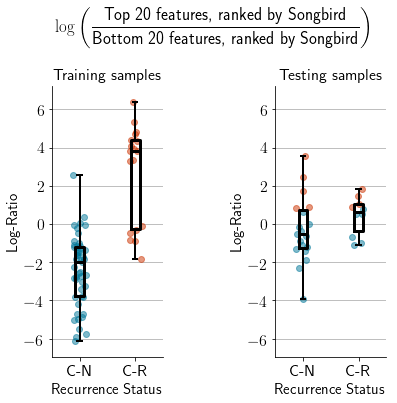 log ( Top 20 features, ranked by Songbird / Bottom 20 features, ranked by Songbird )
Training samples
Log-Ratio
6
4
2
0
−2
−4
−6
C-N C-R
Recurrence Status
Testing samples
Log-Ratio
6
4
2
0
−2
−4
−6
C-N C-R
Recurrence Status